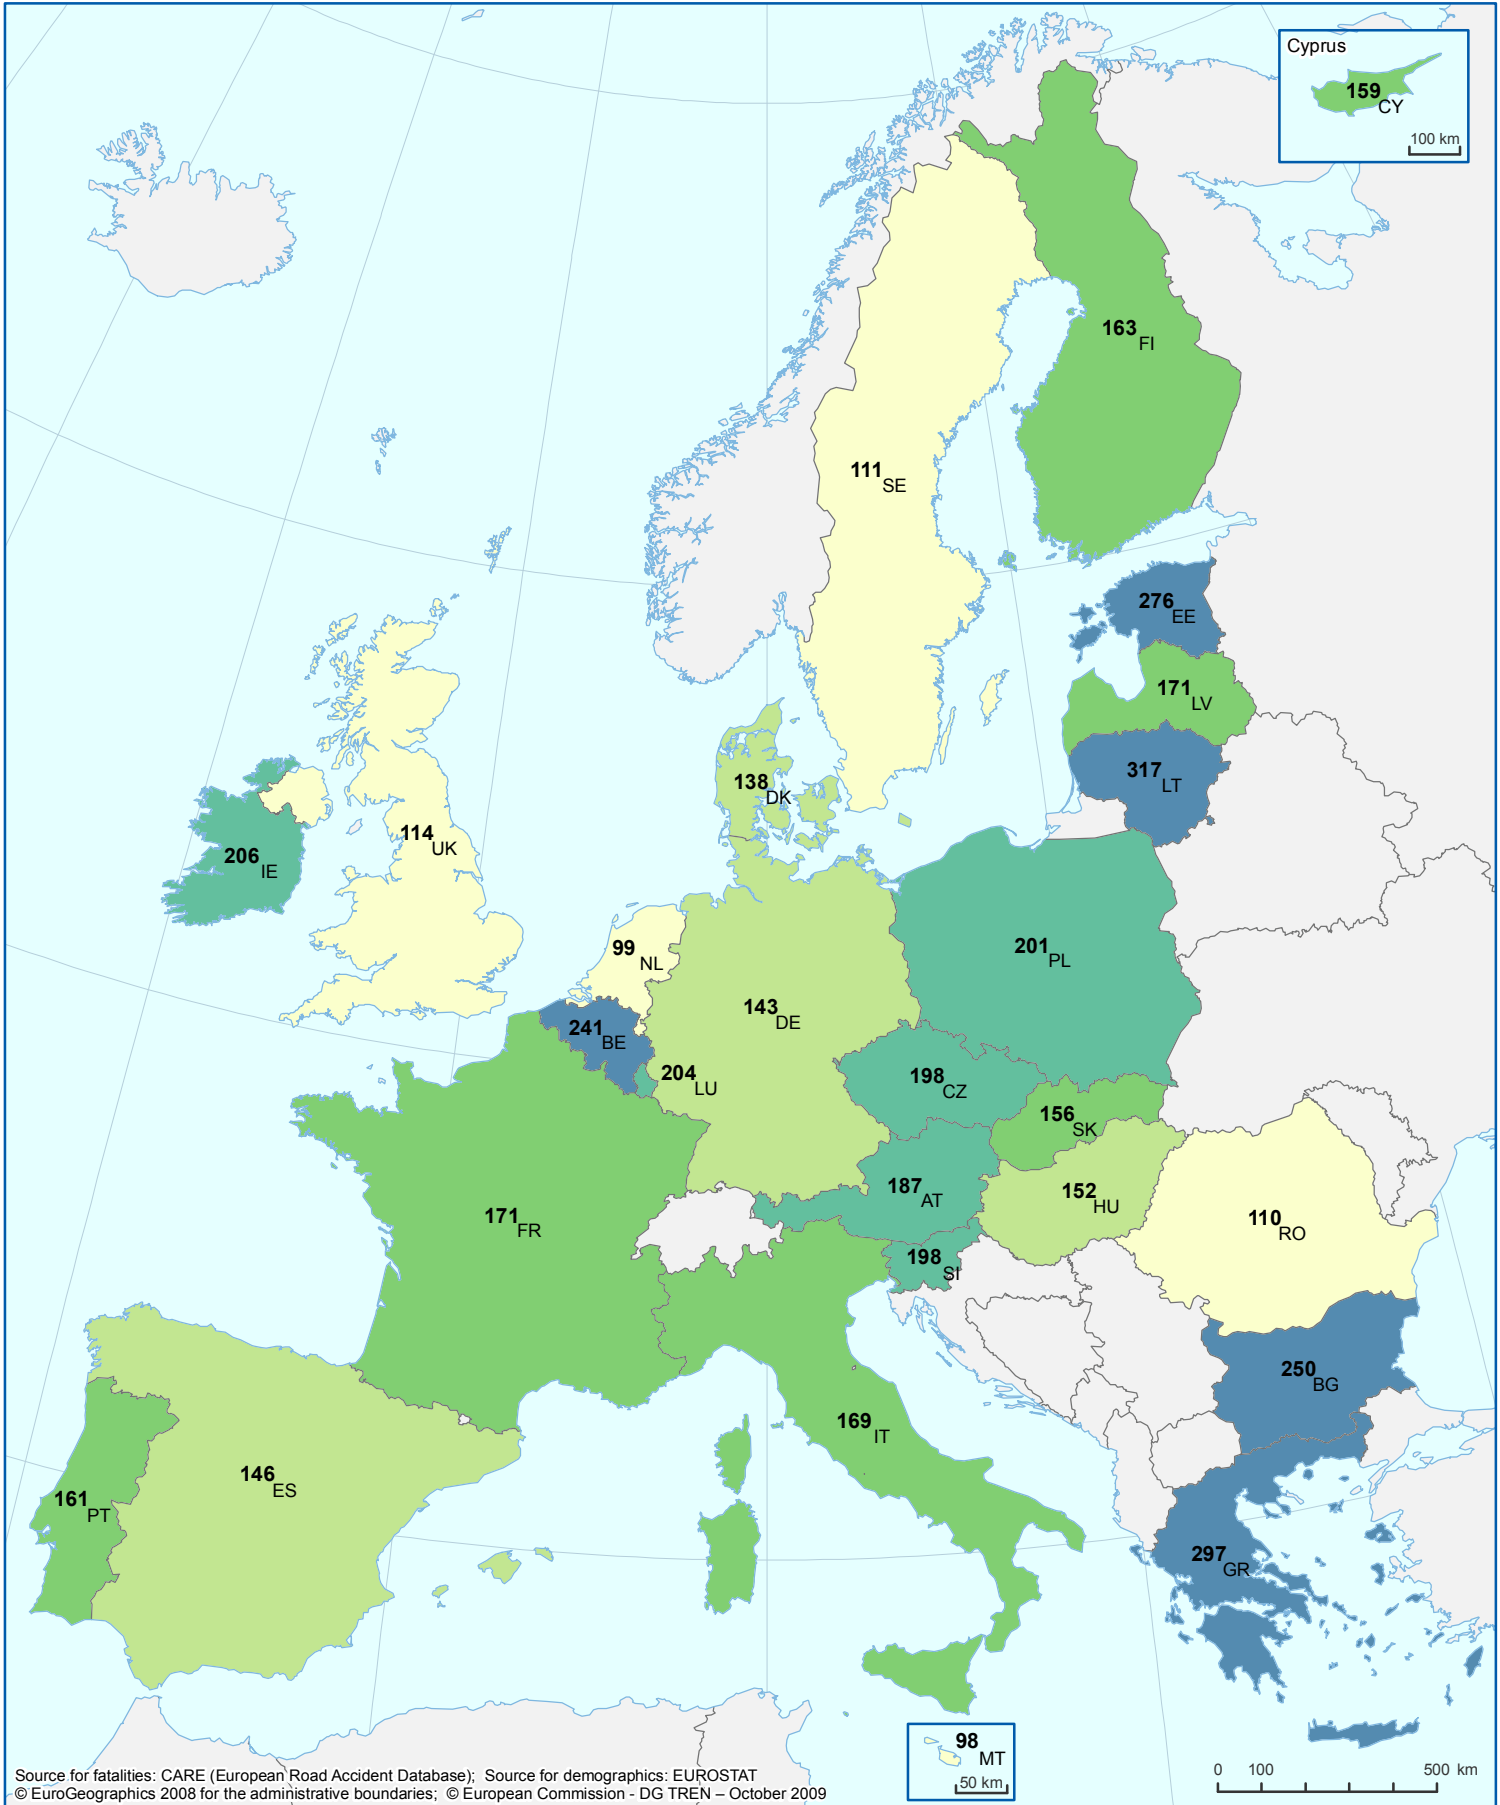 Cyprus
159 CY
100 km
163 FI
111 SE
276 EE
171 LV
317 LT
138 DK
114 UK
206 IE
99 NL
201 PL
143 DE
241 BE
204 LU
198 CZ
156 SK
187 AT
152 HU
171 FR
110 RO
198 SI
250 BG
169 IT
146 ES
161 PT
297 GR
98 MT
50 km
0 100 500 km
Source for fatalities: CARE (European Road Accident Database); Source for demographics: EUROSTAT
© EuroGeographics 2008 for the administrative boundaries; © European Commission - DG TREN – October 2009